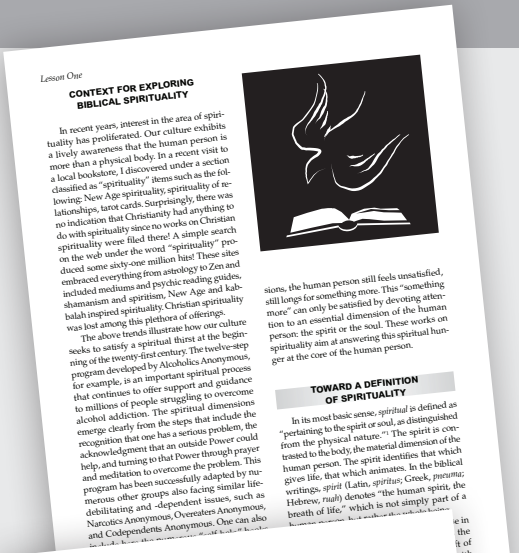 Lesson One
CONTEXT FOR EXPLORING
BIBLICAL SPIRITUALITY
In recent years, interest in the area of spiri-
tuality has proliferated. Our culture exhibits
a lively awareness that the human person is
more than a physical body. In a recent visit to
a local bookstore, I discovered under a section
classified as “spirituality” items such as the fol-
lowing: New Age spirituality, spirituality of re-
lationships, tarot cards. Surprisingly, there was
no indication that Christianity had anything to
do with spirituality since no works on Christian
spirituality were filed there! A simple search
on the web under the word “spirituality” pro-
duced some sixty-one million hits! These sites
embraced everything from astrology to Zen and
included mediums and psychic reading guides,
shamanism and spiritism, New Age and kab-
balah inspired spirituality. Christian spirituality
was lost among this plethora of offerings.
The above trends illustrate how our culture
seeks to satisfy a spiritual thirst at the begin-
ning of the twenty-first century. The twelve-step
program developed by Alcoholics Anonymous,
for example, is an important spiritual process
that continues to offer support and guidance
to millions of people struggling to overcome
alcohol addiction. The spiritual dimensions
emerge clearly from the steps that include the
recognition that one has a serious problem, the
acknowledgment that an outside Power could
help, and turning to that Power through prayer
and meditation to overcome the problem. This
program has been successfully adapted by nu-
merous other groups also facing similar life-
debilitating and -dependent issues, such as
Narcotics Anonymous, Overeaters Anonymous,
and Codependents Anonymous. One can also
include here the numerous “self-help” books
sions, the human person still feels unsatisfied,
still longs for something more. This “something
more” can only be satisfied by devoting atten-
tion to an essential dimension of the human
person: the spirit or the soul. These works on
spirituality aim at answering this spiritual hun-
ger at the core of the human person.
TOWARD A DEFINITION
OF SPIRITUALITY
In its most basic sense, spiritual is defined as
“pertaining to the spirit or soul, as distinguished
from the physical nature.”1 The spirit is con-
trasted to the body, the material dimension of the
human person. The spirit identifies that which
gives life, that which animates. In the biblical
writings, spirit (Latin, spiritus; Greek, pneuma;
Hebrew, ruah) denotes “the human spirit, the
breath of life,” which is not simply part a
human person, but rather the whole being
se in
the
it of